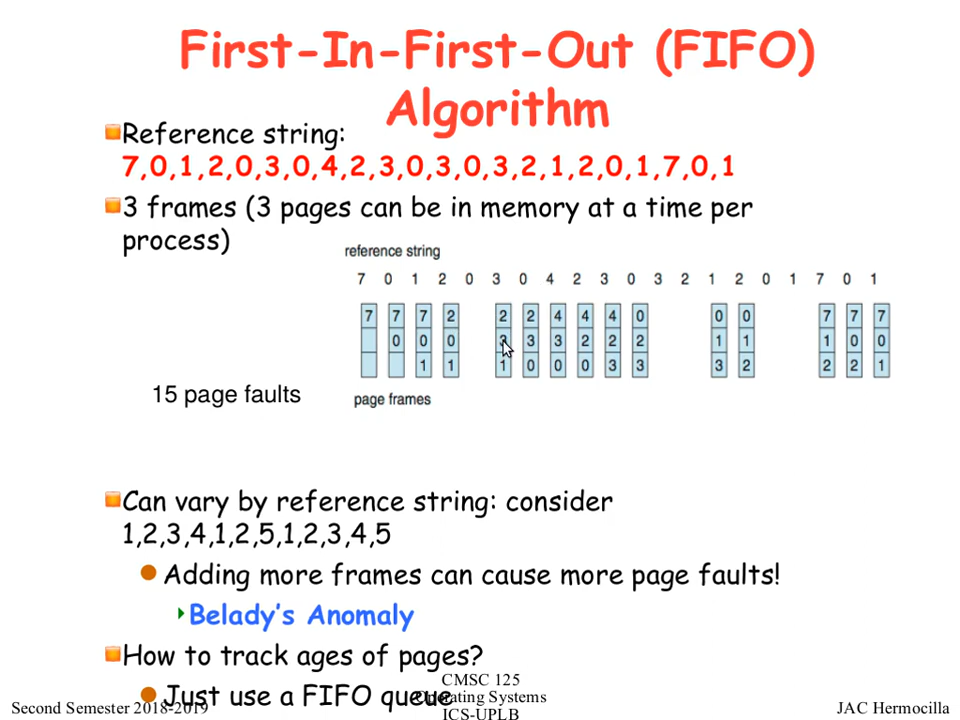 First-In-First-Out (FIFO)
Algorithm
Reference string:
7,0,1,2,0,3,0,4,2,3,0,3,0,3,2,1,2,0,1,7,0,1
3 frames (3 pages can be in memory at a time per
process)
reference string
7 0 1 2 0 3 0 4 2 3 0 3 2 1 2 0 1 7 0 1
7 7 7 2 2 2 4 4 4 0 0 0 7 7 7
0 0 0 3 3 3 2 2 2 1 1 1 0 0
1 1 1 0 0 0 3 3 3 2 2 2 1
15 page faults
page frames
Can vary by reference string: consider
1,2,3,4,1,2,5,1,2,3,4,5
Adding more frames can cause more page faults!
Belady's Anomaly
How to track ages of pages?
Just use a FIFO queue
CMSC 125
Operating Systems
ICS-UPLB
Second Semester 2018-2019
JAC Hermocilla